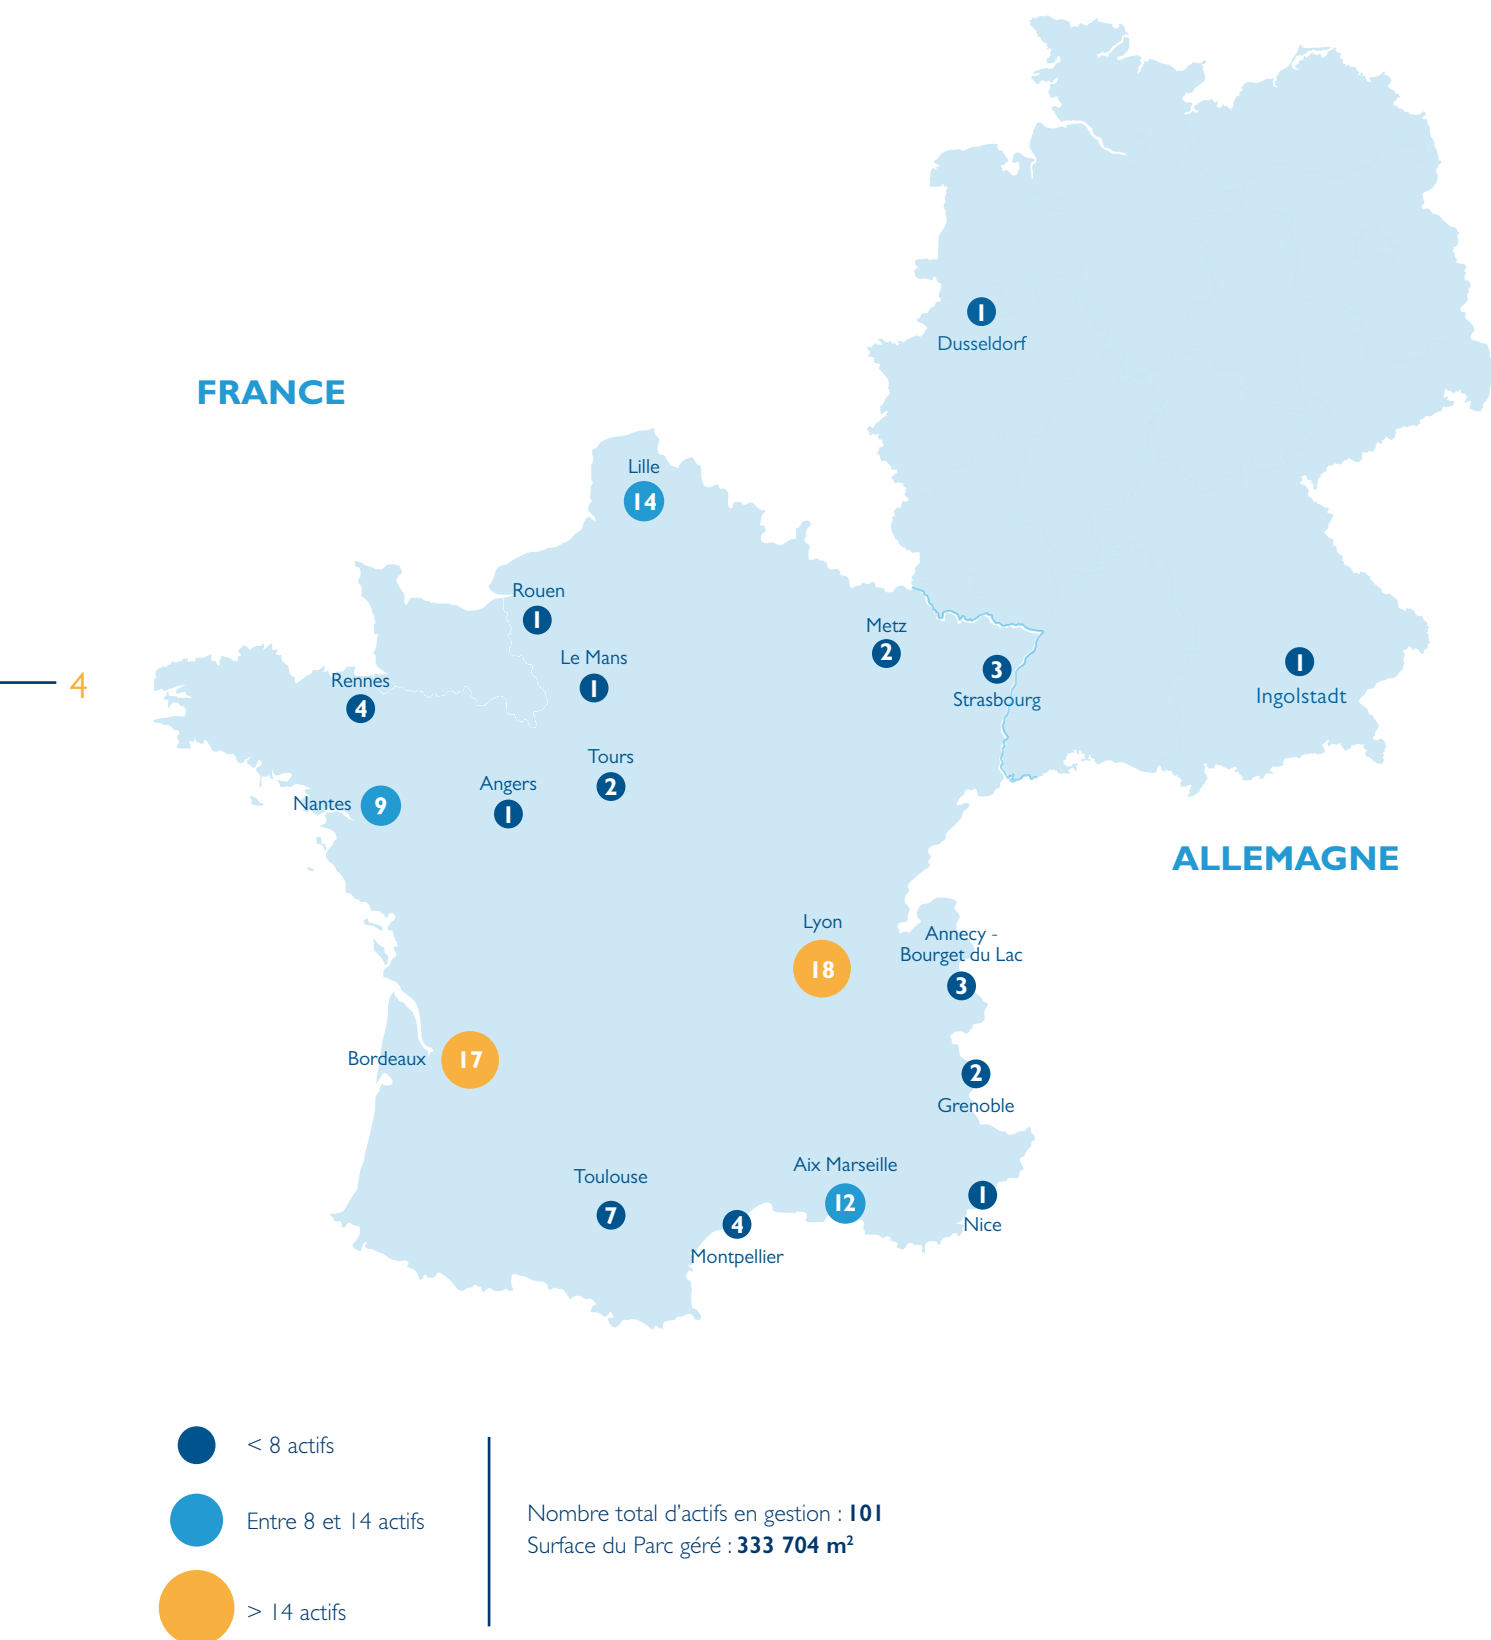 1
Dusseldorf
FRANCE
Lille
14
Rouen
1
Metz
2
Le Mans
1
3
Strasbourg
1
Ingolstadt
4
Rennes
4
Tours
2
Angers
1
Nantes 9
ALLEMAGNE
Lyon
18
Annecy -
Bourget du Lac
3
Bordeaux 17
2
Grenoble
Aix Marseille
12
Toulouse
7
4
Montpellier
1
Nice
< 8 actifs
Entre 8 et 14 actifs
> 14 actifs
Nombre total d'actifs en gestion : 101
Surface du Parc géré : 333 704 m²